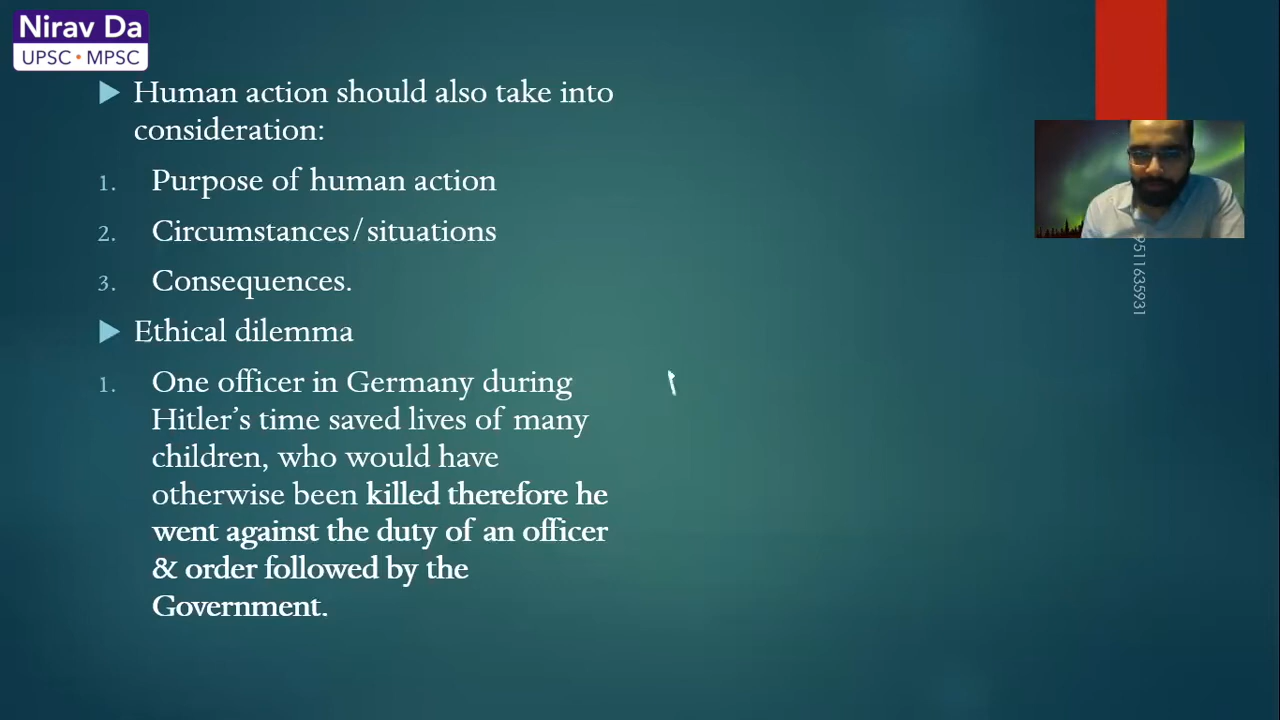 Nirav Da
UPSC • MPSC
Human action should also take into
consideration:
1. Purpose of human action
2. Circumstances/situations
3. Consequences.
Ethical dilemma
1. One officer in Germany during
Hitler's time saved lives of many
children, who would have
otherwise been killed therefore he
went against the duty of an officer
& order followed by the
Government.
9511635931